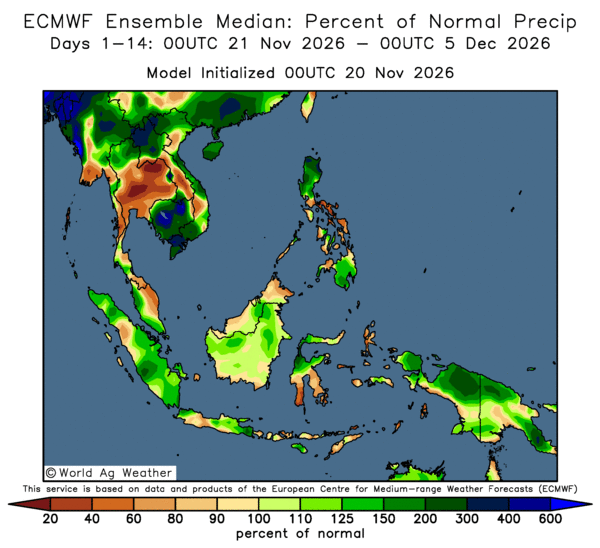 ECMWF Ensemble Median: Percent of Normal Precip
Days 1-14: 00UTC 21 Nov 2026 - 00UTC 5 Dec 2026
Model Initialized 00UTC 20 Nov 2026
© World Ag Weather
This service is based on data and products of the European Centre for Medium-range Weather Forecasts (ECMWF)
20 40 60 80 90 100 110 125 150 200 300 400 600
percent of normal